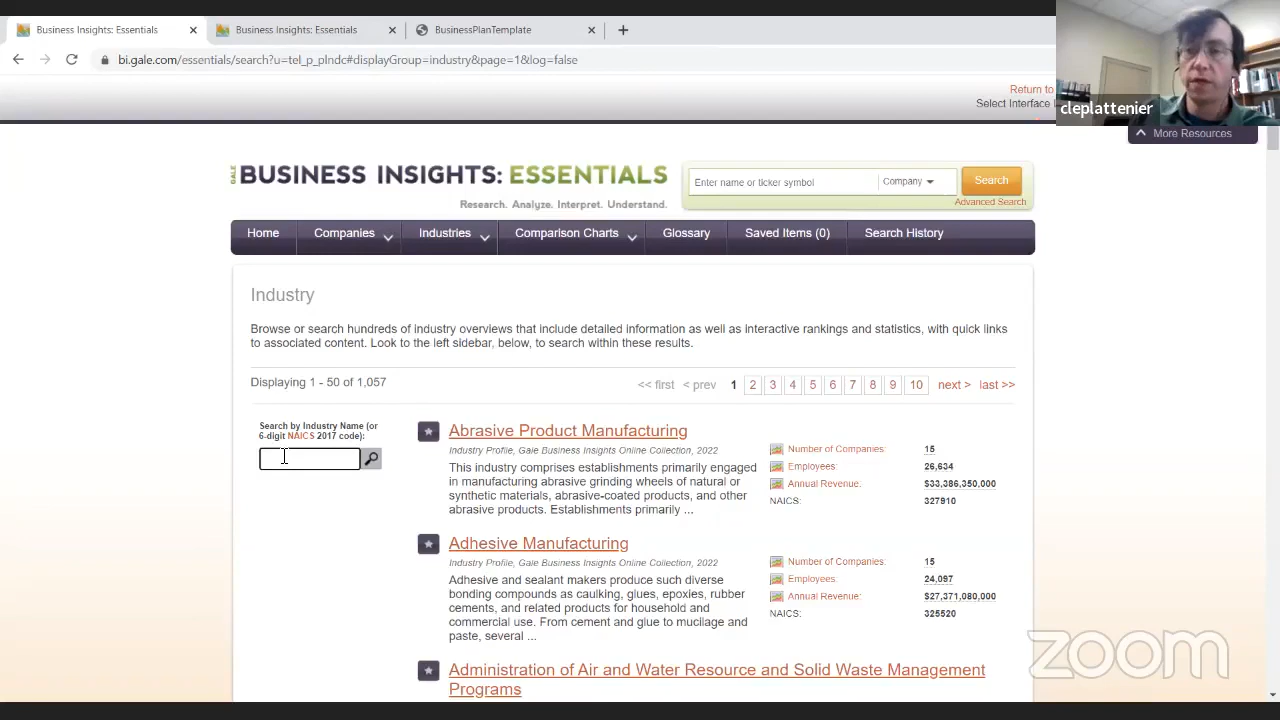 Business Insights: Essentials
Business Insights: Essentials
BusinessPlanTemplate
bi.gale.com/essentials/search?u=tel_p_plndc#displayGroup=industry&page=1&log=false
cleplattenier
Return to
Select Interface
More Resources
GALE BUSINESS INSIGHTS: ESSENTIALS
Research. Analyze. Interpret. Understand.
Enter name or ticker symbol
Company
Search
Advanced Search
Home
Companies
Industries
Comparison Charts
Glossary
Saved Items (0)
Search History
Industry
Browse or search hundreds of industry overviews that include detailed information as well as interactive rankings and statistics, with quick links
to associated content. Look to the left sidebar, below, to search within these results.
Displaying 1 - 50 of 1,057
<< first < prev 1 2 3 4 5 6 7 8 9 10 next > last >>
Search by Industry Name (or
6-digit NAICS 2017 code):
Abrasive Product Manufacturing
Industry Profile, Gale Business Insights Online Collection, 2022
This industry comprises establishments primarily engaged
in manufacturing abrasive grinding wheels of natural or
synthetic materials, abrasive-coated products, and other
abrasive products. Establishments primarily ...
Number of Companies: 15
Employees: 26,634
Annual Revenue: $33,386,350,000
NAICS: 327910
Adhesive Manufacturing
Industry Profile, Gale Business Insights Online Collection, 2022
Adhesive and sealant makers produce such diverse
bonding compounds as caulking, glues, epoxies, rubber
cements, and related products for household and
commercial use. From cement and glue to mucilage and
paste, several ...
Number of Companies: 15
Employees: 24,097
Annual Revenue: $27,371,080,000
NAICS: 325520
Administration of Air and Water Resource and Solid Waste Management
Programs
zoom